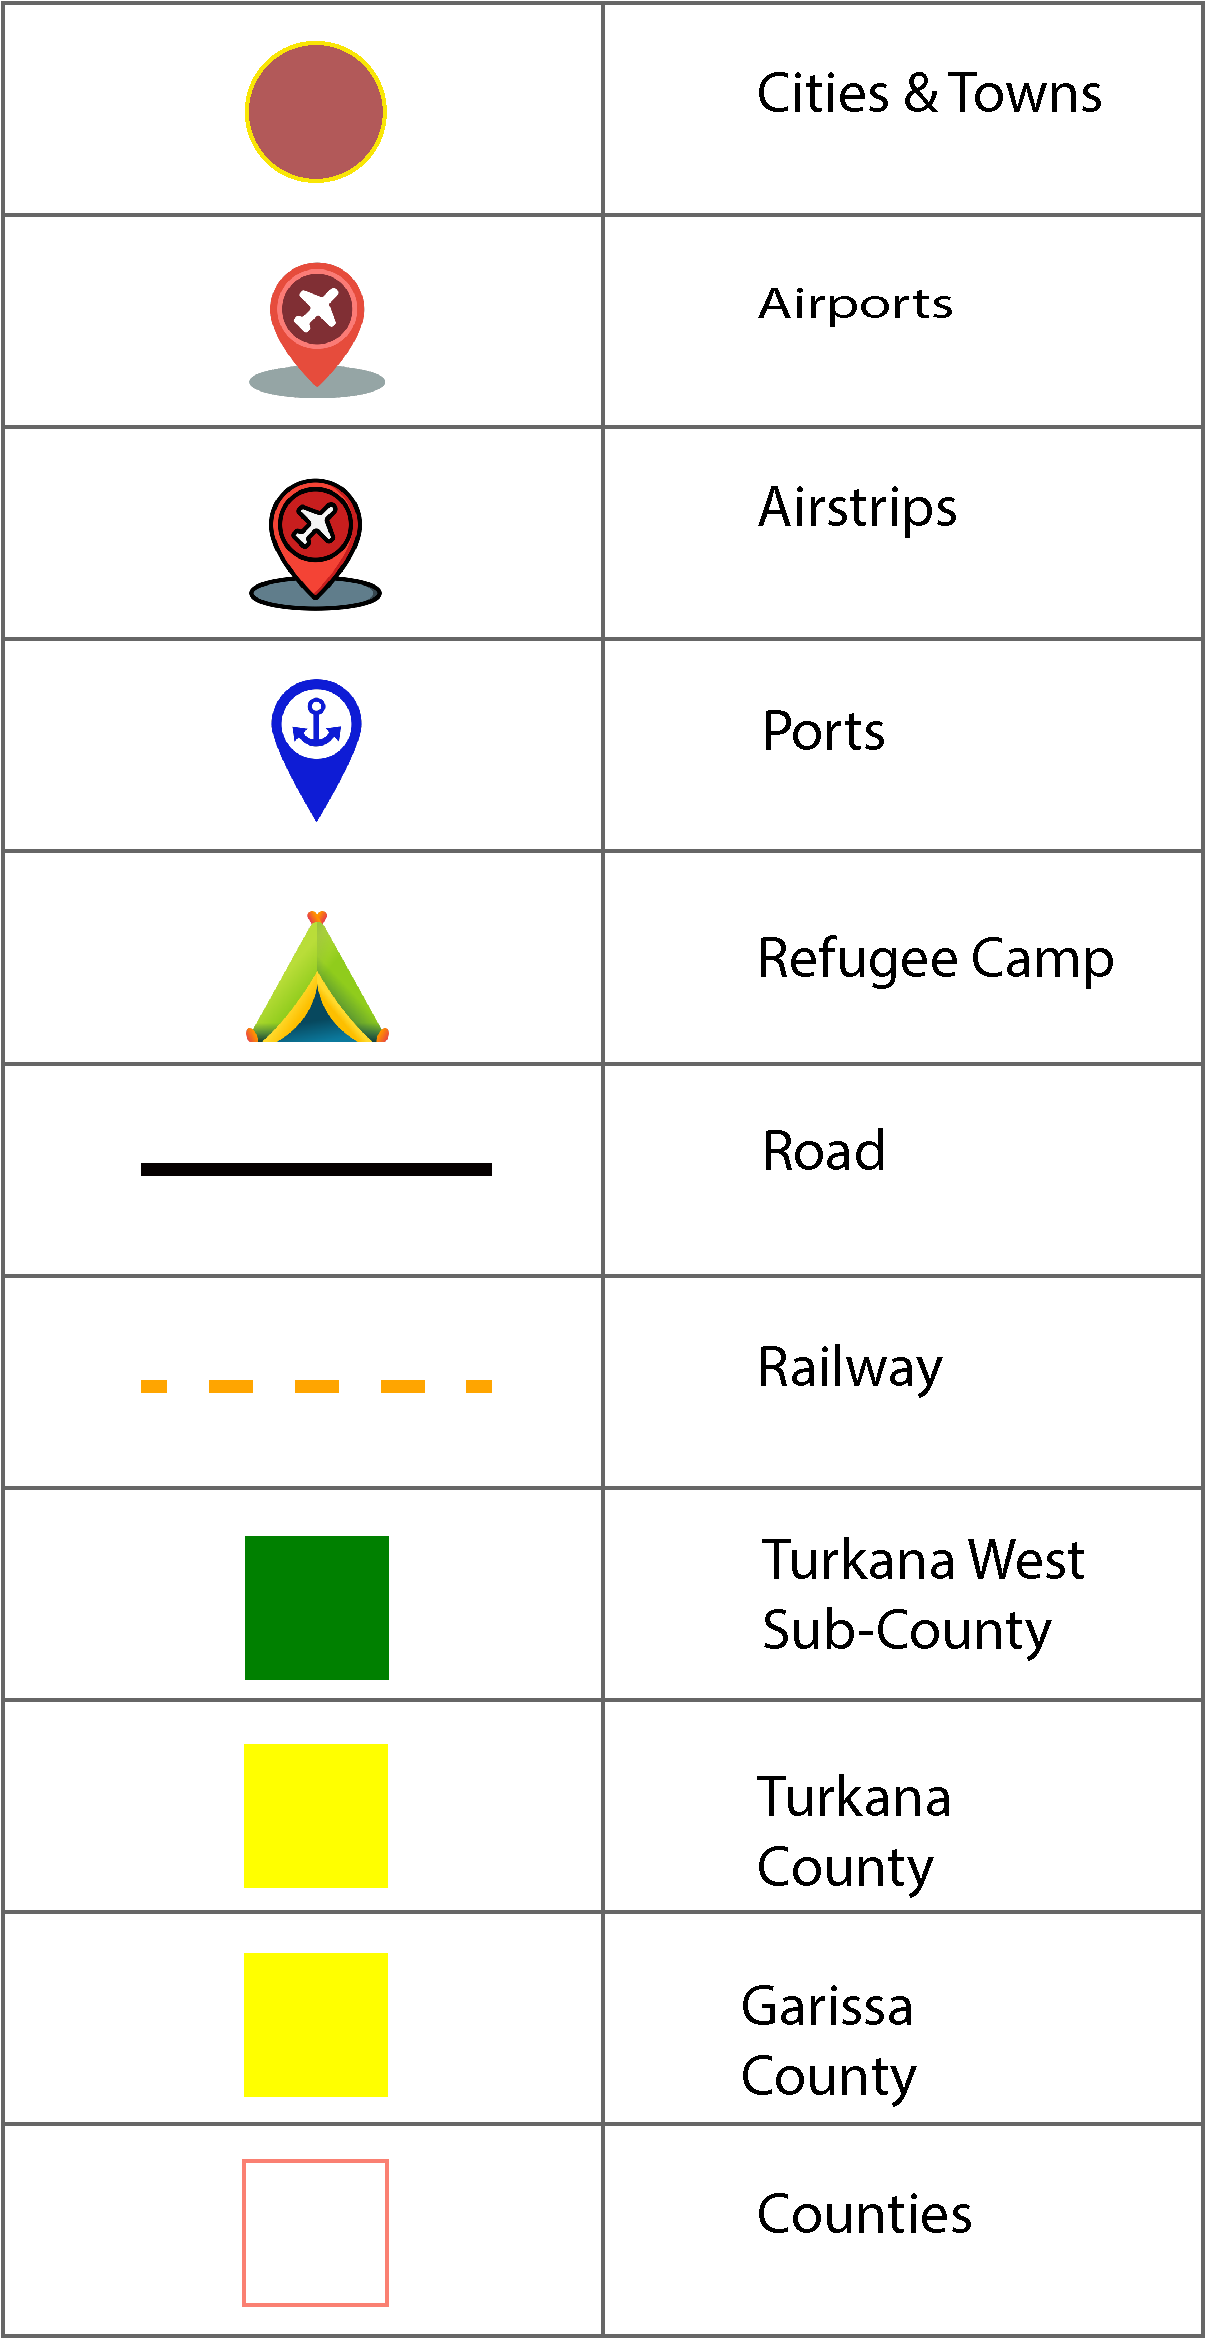 Cities & Towns
Airports
Airstrips
Ports
Refugee Camp
Road
Railway
Turkana West
Sub-County
Turkana
County
Garissa
County
Counties